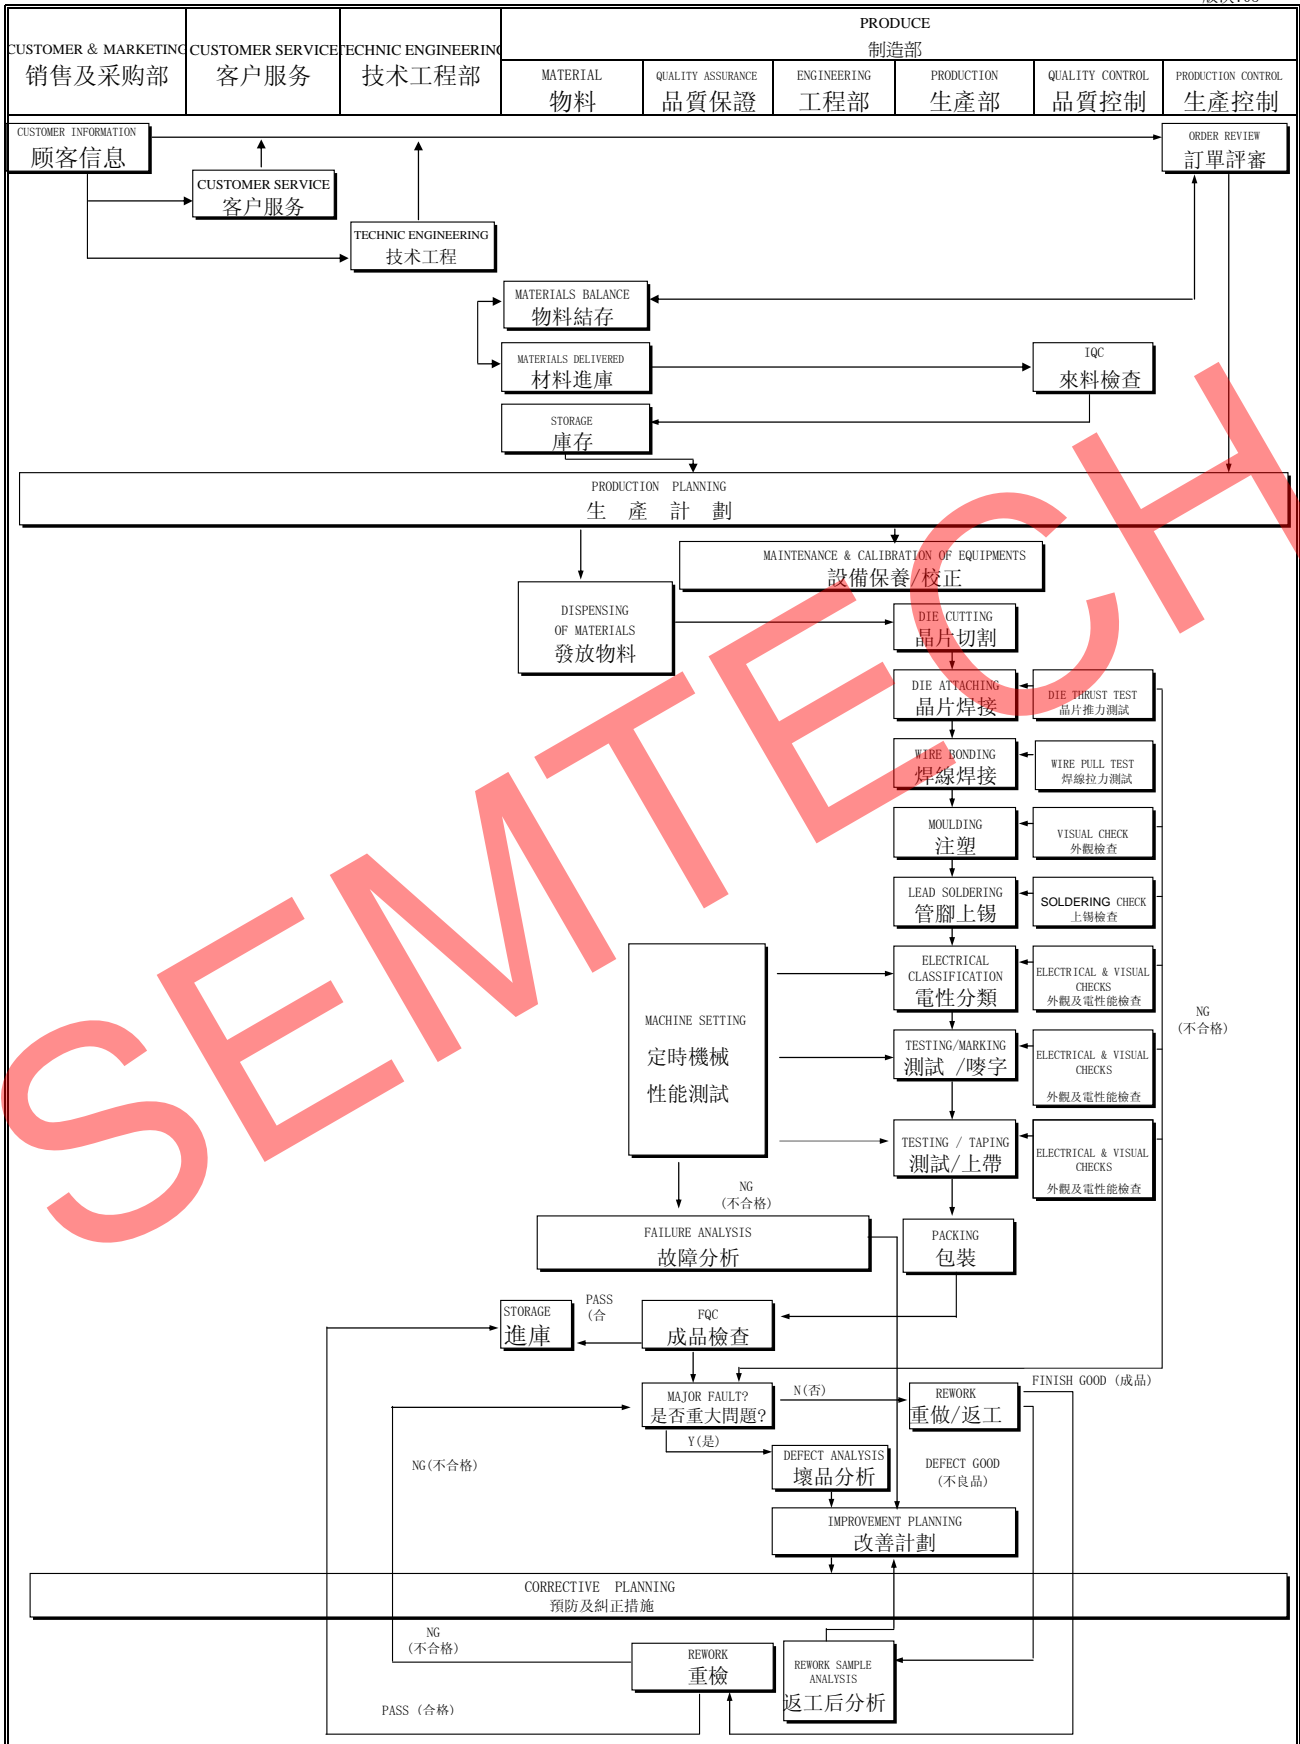 PRODUCE
制造部
CUSTOMER & MARKETING
销售及采购部
CUSTOMER SERVICE
客户服务
TECHNIC ENGINEERING
技术工程部
MATERIAL
物料
QUALITY ASSURANCE
品質保證
ENGINEERING
工程部
PRODUCTION
生產部
QUALITY CONTROL
品質控制
PRODUCTION CONTROL
生產控制
CUSTOMER INFORMATION
顾客信息
ORDER REVIEW
訂單評審
CUSTOMER SERVICE
客户服务
TECHNIC ENGINEERING
技术工程
MATERIALS BALANCE
物料結存
MATERIALS DELIVERED
材料進庫
IQC
來料檢查
STORAGE
庫存
PRODUCTION PLANNING
生 產 計 劃
MAINTENANCE & CALIBRATION OF EQUIPMENTS
設備保養/校正
DISPENSING
OF MATERIALS
發放物料
DIE CUTTING
晶片切割
DIE ATTACHING
晶片焊接
DIE THRUST TEST
晶片推力測試
WIRE BONDING
焊線焊接
WIRE PULL TEST
焊線拉力測試
MOULDING
注塑
VISUAL CHECK
外觀檢查
LEAD SOLDERING
管腳上锡
SOLDERING CHECK
上锡檢查
ELECTRICAL
CLASSIFICATION
電性分類
ELECTRICAL & VISUAL
CHECKS
外觀及電性能檢查
NG
(不合格)
MACHINE SETTING
定時機械
性能測試
TESTING/MARKING
測試 /嘜字
ELECTRICAL & VISUAL
CHECKS
外觀及電性能檢查
TESTING / TAPING
測試/上帶
ELECTRICAL & VISUAL
CHECKS
外觀及電性能檢查
NG
(不合格)
FAILURE ANALYSIS
故障分析
PACKING
包裝
STORAGE
進庫
PASS
(合
FQC
成品檢查
MAJOR FAULT?
是否重大問題?
N(否)
REWORK
重做/返工
FINISH GOOD (成品)
Y(是)
NG(不合格)
DEFECT ANALYSIS
壞品分析
DEFECT GOOD
(不良品)
IMPROVEMENT PLANNING
改善計劃
CORRECTIVE PLANNING
預防及糾正措施
NG
(不合格)
REWORK
重檢
REWORK SAMPLE
ANALYSIS
返工后分析
PASS (合格)
SEMTECH